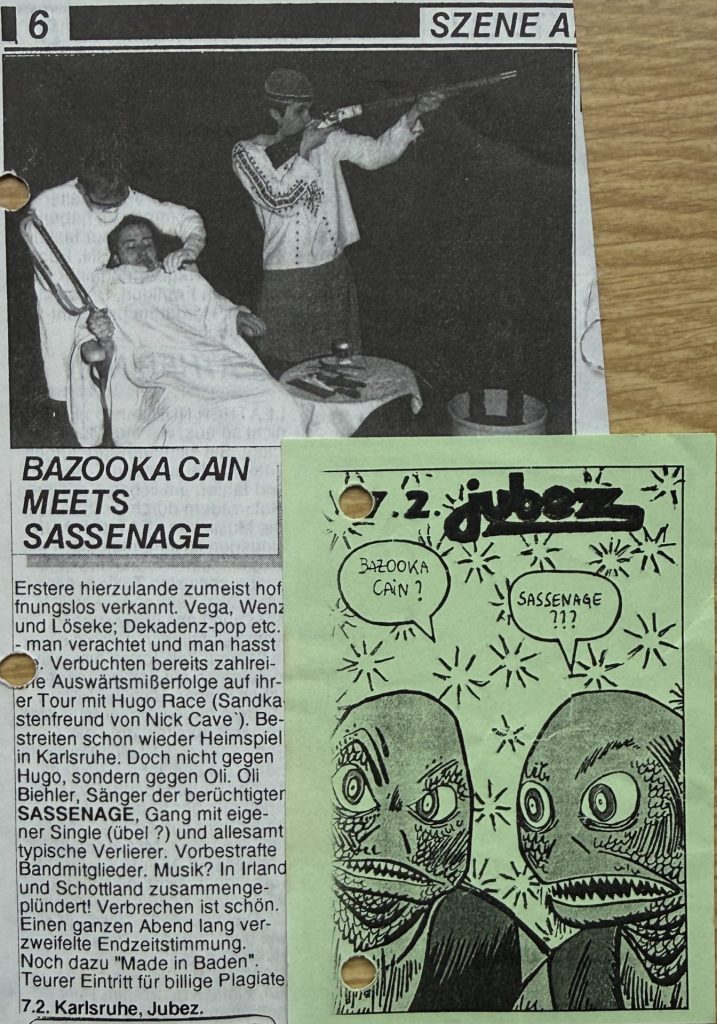 6
SZENE A
BAZOOKA CAIN
MEETS
SASSENAGE
Erstere hierzulande zumeist hof-
fnungslos verkannt. Vega, Wenz
und Löseke; Dekadenz-pop etc.
- man verachtet und man hasst
e. Verbuchten bereits zahlrei-
he Auswärtsmißerfolge auf ihr-
er Tour mit Hugo Race (Sandka
stenfreund von Nick Cave`). Be-
streiten schon wieder Heimspiel
in Karlsruhe. Doch nicht gegen
Hugo, sondern gegen Oli. Oli
Biehler, Sänger der berüchtigten
SASSENAGE, Gang mit eige-
ner Single (übel ?) und allesamt
typische Verlierer. Vorbestrafte
Bandmitglieder. Musik? In Irland
und Schottland zusammenge-
plündert! Verbrechen ist schön.
Einen ganzen Abend lang ver-
zweifelte Endzeitstimmung.
Noch dazu "Made in Baden".
Teurer Eintritt für billige Plagiate
7.2. Karlsruhe, Jubez.
7.2. jubez
BAZOOKA
CAIN?
SASSENAGE
???